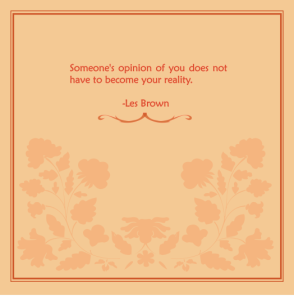 Someone's opinion of you does not
have to become your reality.
-Les Brown